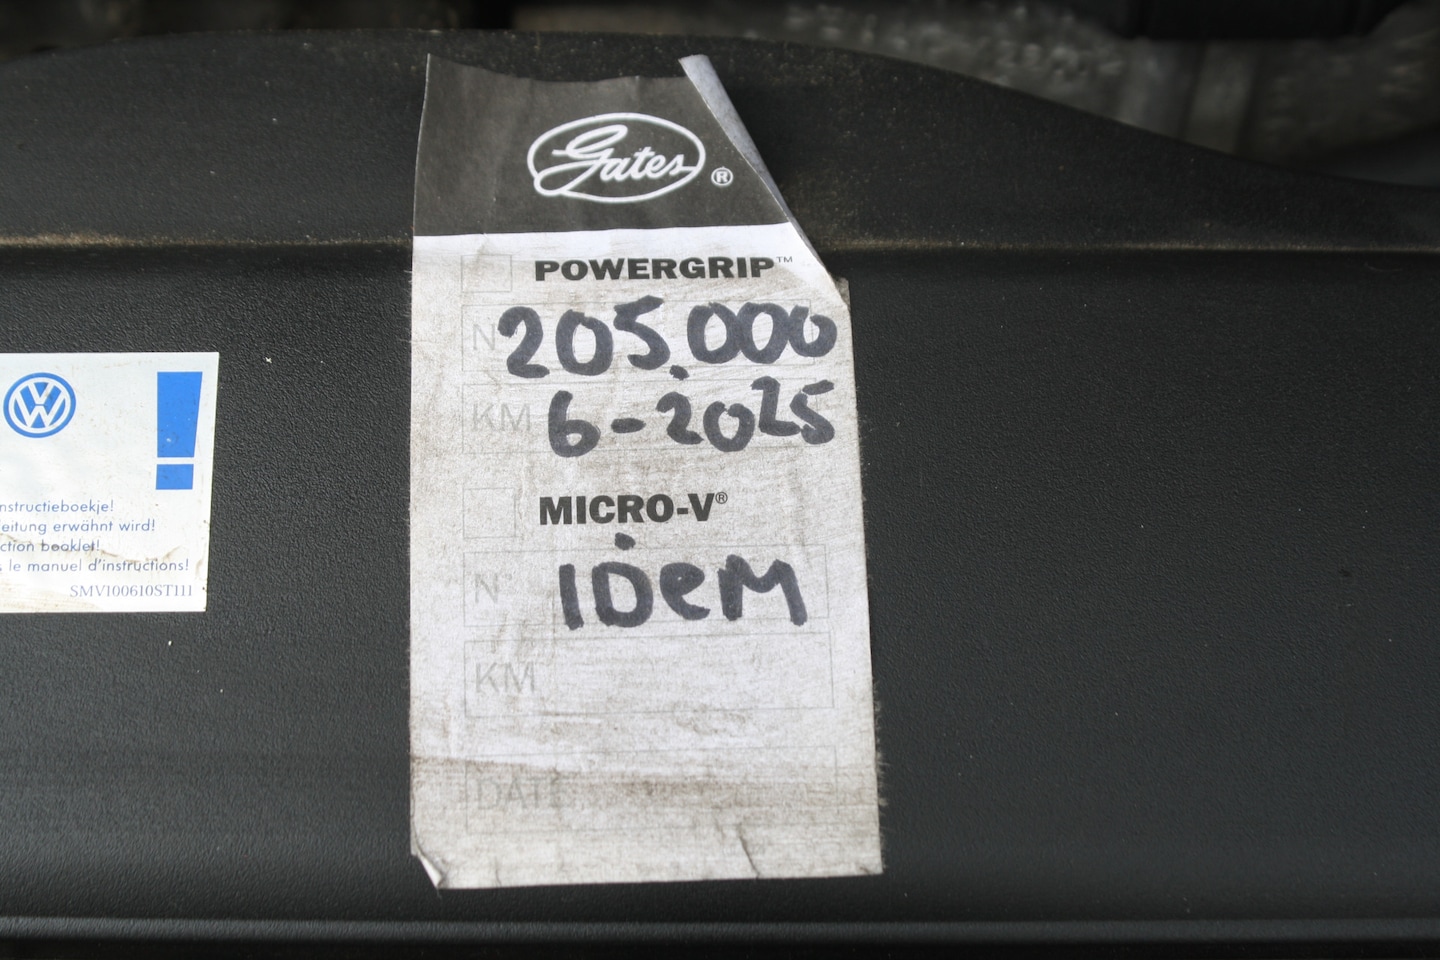 Gates®
POWERGRIP™
N 205.000
KM 6-2025
MICRO-V®
N° IDEM
KM
DATE
nstructieboekje!
eitung erwähnt wird!
ction booklet!
le manuel d'instructions!
SMV100610ST111